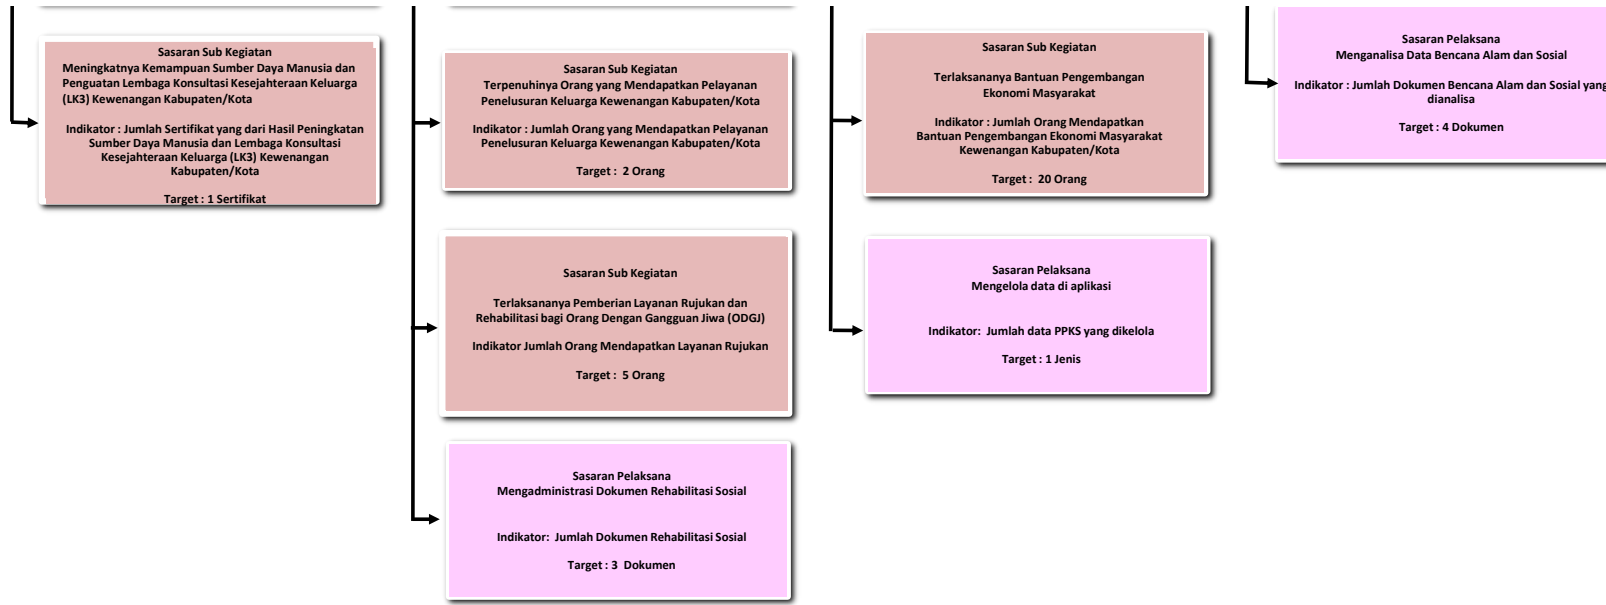 Sasaran Sub Kegiatan
Meningkatnya Kemampuan Sumber Daya Manusia dan
Penguatan Lembaga Konsultasi Kesejahteraan Keluarga
(LK3) Kewenangan Kabupaten/Kota
Indikator : Jumlah Sertifikat yang dari Hasil Peningkatan
Sumber Daya Manusia dan Lembaga Konsultasi
Kesejahteraan Keluarga (LK3) Kewenangan
Kabupaten/Kota
Target : 1 Sertifikat
Sasaran Sub Kegiatan
Terpenuhinya Orang yang Mendapatkan Pelayanan
Penelusuran Keluarga Kewenangan Kabupaten/Kota
Indikator : Jumlah Orang yang Mendapatkan Pelayanan
Penelusuran Keluarga Kewenangan Kabupaten/Kota
Target : 2 Orang
Sasaran Sub Kegiatan
Terlaksananya Pemberian Layanan Rujukan dan
Rehabilitasi bagi Orang Dengan Gangguan Jiwa (ODGJ)
Indikator Jumlah Orang Mendapatkan Layanan Rujukan
Target : 5 Orang
Sasaran Pelaksana
Mengadministrasi Dokumen Rehabilitasi Sosial
Indikator: Jumlah Dokumen Rehabilitasi Sosial
Target : 3 Dokumen
Sasaran Sub Kegiatan
Terlaksananya Bantuan Pengembangan
Ekonomi Masyarakat
Indikator : Jumlah Orang Mendapatkan
Bantuan Pengembangan Ekonomi Masyarakat
Kewenangan Kabupaten/Kota
Target : 20 Orang
Sasaran Pelaksana
Mengelola data di aplikasi
Indikator: Jumlah data PPKS yang dikelola
Target : 1 Jenis
Sasaran Pelaksana
Menganalisa Data Bencana Alam dan Sosial
Indikator : Jumlah Dokumen Bencana Alam dan Sosial yang
dianalisa
Target : 4 Dokumen